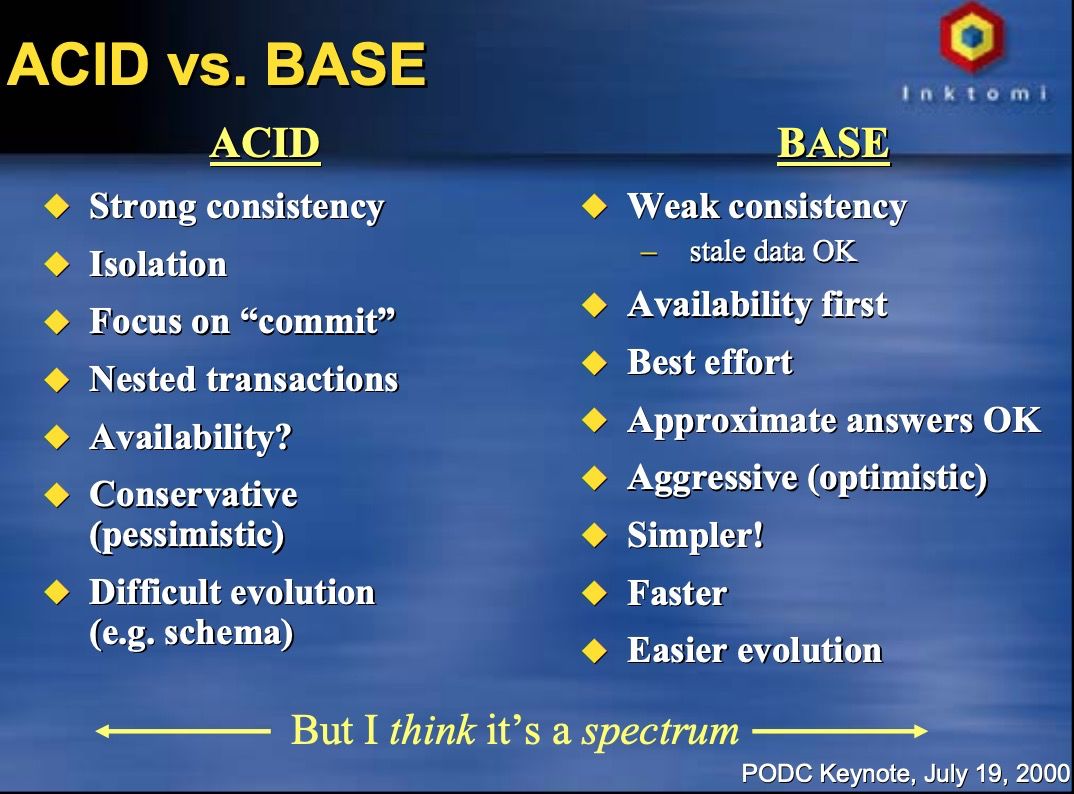 ACID vs. BASE
Inktomi
ACID
Strong consistency
Isolation
Focus on “commit”
Nested transactions
Availability?
Conservative
(pessimistic)
Difficult evolution
(e.g. schema)
BASE
Weak consistency
– stale data OK
Availability first
Best effort
Approximate answers OK
Aggressive (optimistic)
Simpler!
Faster
Easier evolution
But I think it’s a spectrum
PODC Keynote, July 19, 2000